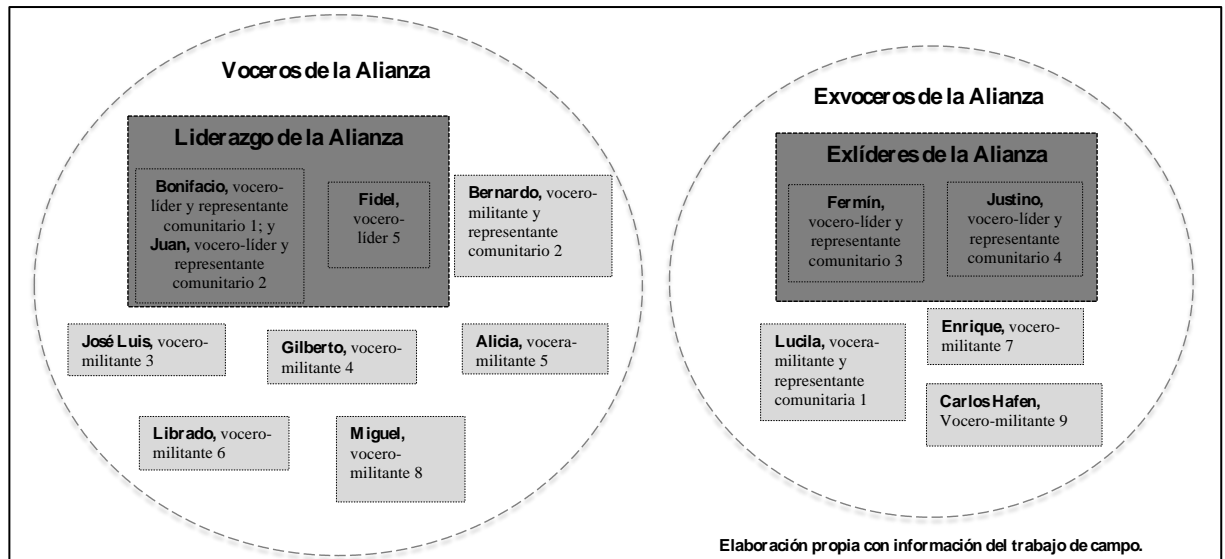 Voceros de la Alianza
Liderazgo de la Alianza
Bonifacio, vocero-
líder y representante
comunitario 1; y
Juan, vocero-líder y
representante
comunitario 2
Fidel,
vocero-
líder 5
Bernardo, vocero-
militante y
representante
comunitario 2
José Luis, vocero-
militante 3
Gilberto, vocero-
militante 4
Alicia, vocera-
militante 5
Librado, vocero-
militante 6
Miguel,
vocero-
militante 8
Exvoceros de la Alianza
Exlíderes de la Alianza
Fermín,
vocero-líder y
representante
comunitario 3
Justino,
vocero-líder y
representante
comunitario 4
Lucila, vocera-
militante y
representante
comunitaria 1
Enrique, vocero-
militante 7
Carlos Hafen,
Vocero-militante 9
Elaboración propia con información del trabajo de campo.